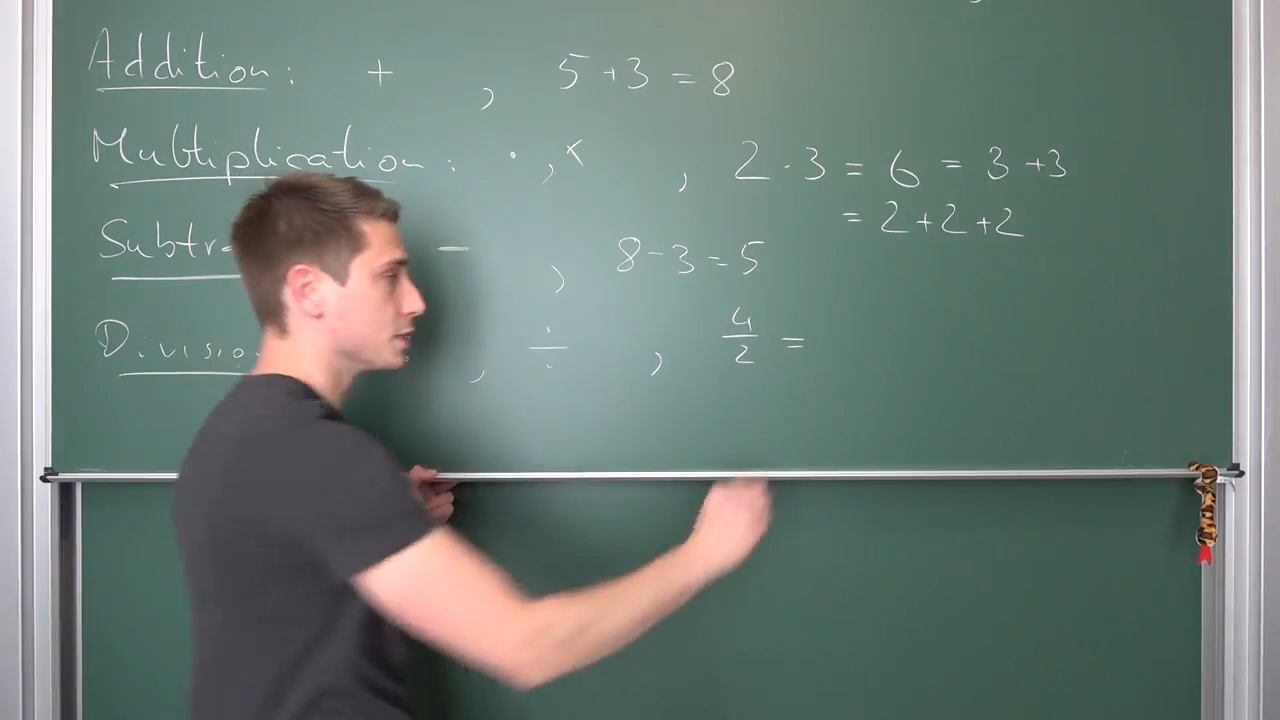 Addition: + , 5+3 = 8
Multiplication: · , × , 2·3 = 6 = 3+3
= 2+2+2
− , 8−3=5
, ÷ , 4/2 =